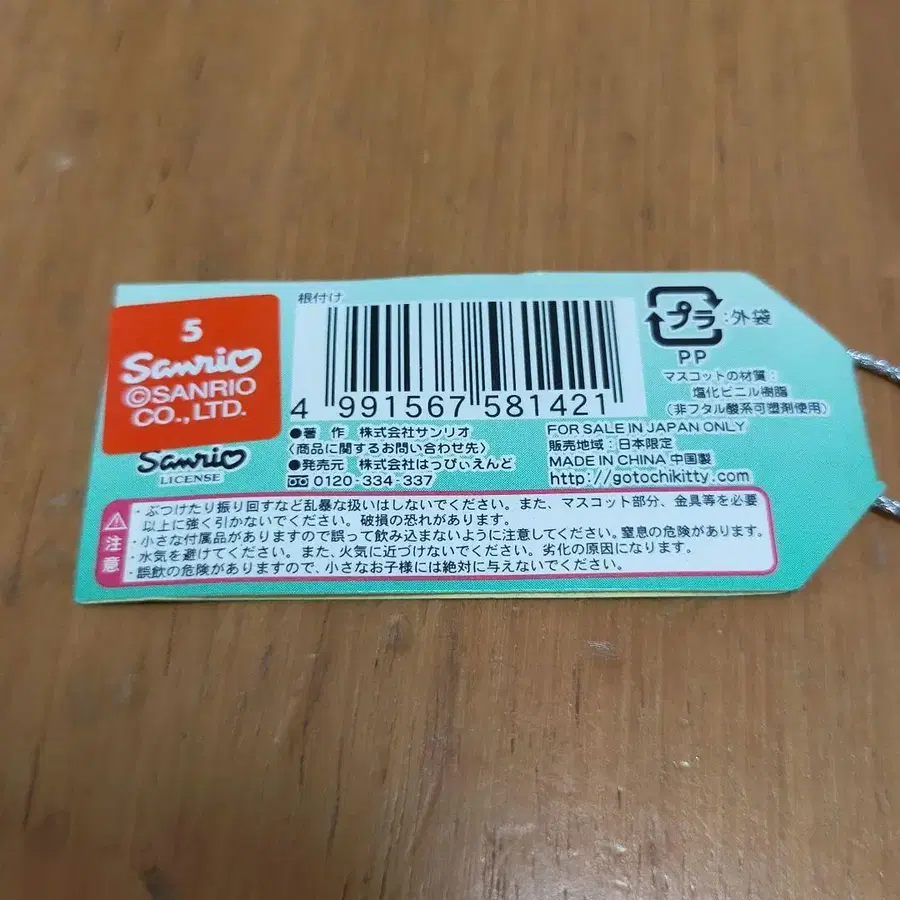 5
Sanrio
©SANRIO
CO.,LTD.
Sanrio
LICENSE
根付け
4 991567 581421
●著 作 株式会社サンリオ
〈商品に関するお問い合わせ先〉
●発売元 株式会社はっぴぃえんど
0120-334-337
プラ:外袋
PP
マスコットの材質:
塩化ビニル樹脂
(非フタル酸系可塑剤使用)
FOR SALE IN JAPAN ONLY
販売地域:日本限定
MADE IN CHINA 中国製
http://gotochikitty.com
注意
・ぶつけたり振り回すなど乱暴な扱いはしないでください。また、マスコット部分、金具等を必要
以上に強く引かないでください。破損の恐れがあります。
・小さな付属品がありますので誤って飲み込まないように注意してください。窒息の危険があります。
・水気を避けてください。また、火気に近づけないでください。劣化の原因になります。
・誤飲の危険がありますので、小さなお子様には絶対に与えないでください。